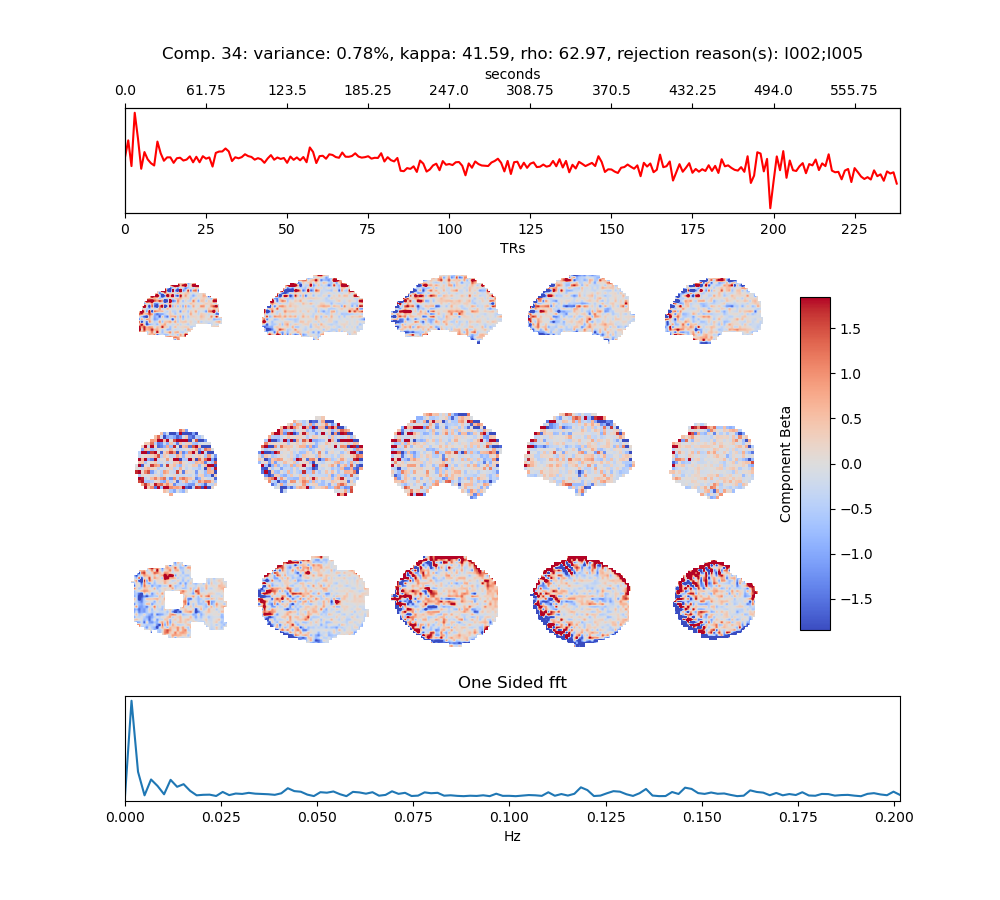 Comp. 34: variance: 0.78%, kappa: 41.59, rho: 62.97, rejection reason(s): I002;I005
seconds
0.0 61.75 123.5 185.25 247.0 308.75 370.5 432.25 494.0 555.75
0 25 50 75 100 125 150 175 200 225
TRs
1.5
1.0
0.5
0.0
−0.5
−1.0
−1.5
Component Beta
One Sided fft
0.000 0.025 0.050 0.075 0.100 0.125 0.150 0.175 0.200
Hz